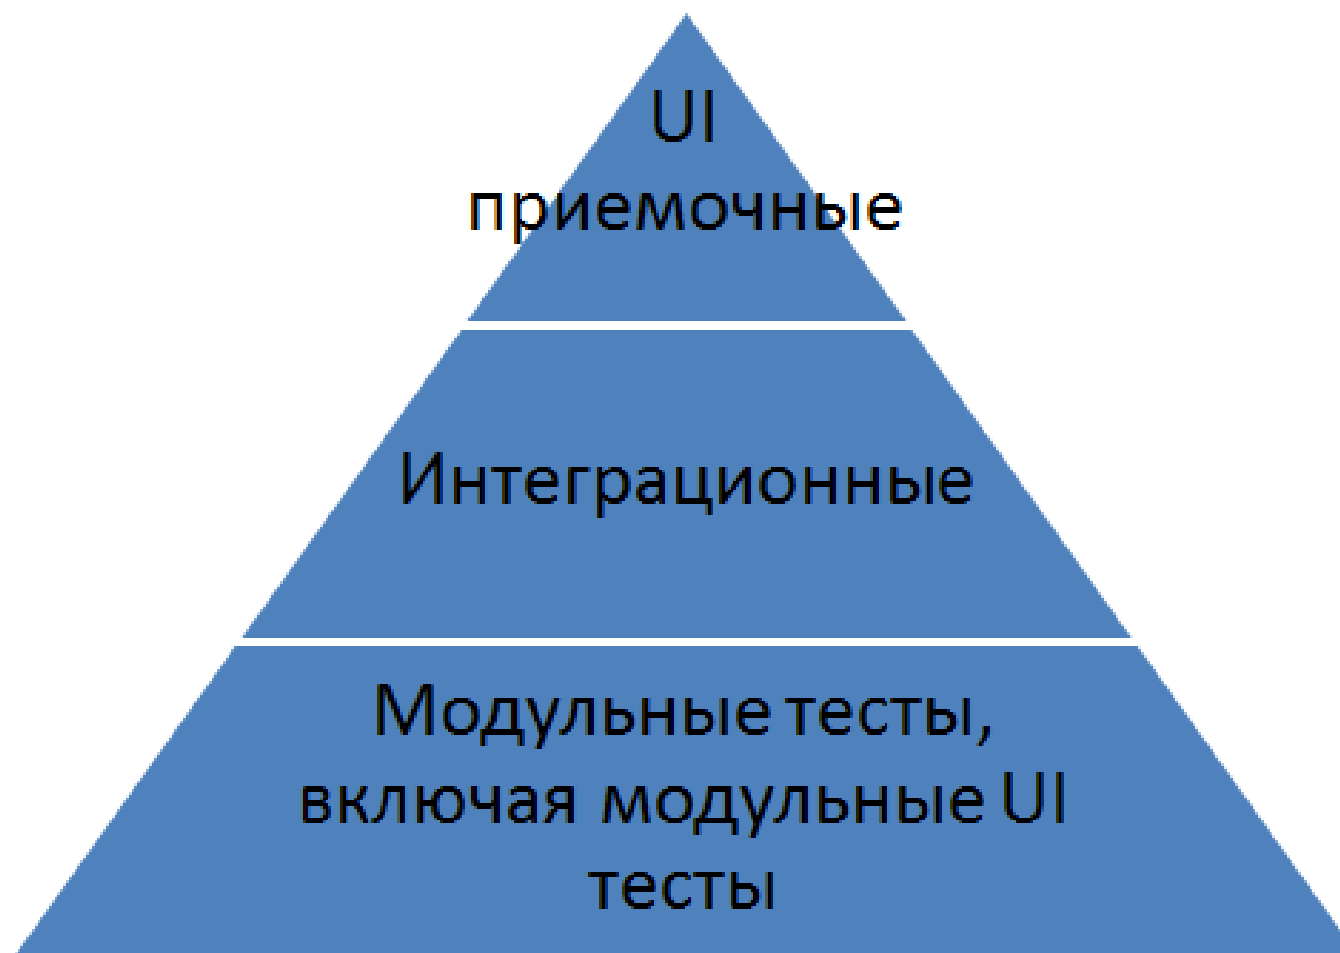 UI
приемочные
Интеграционные
Модульные тесты,
включая модульные UI
тесты